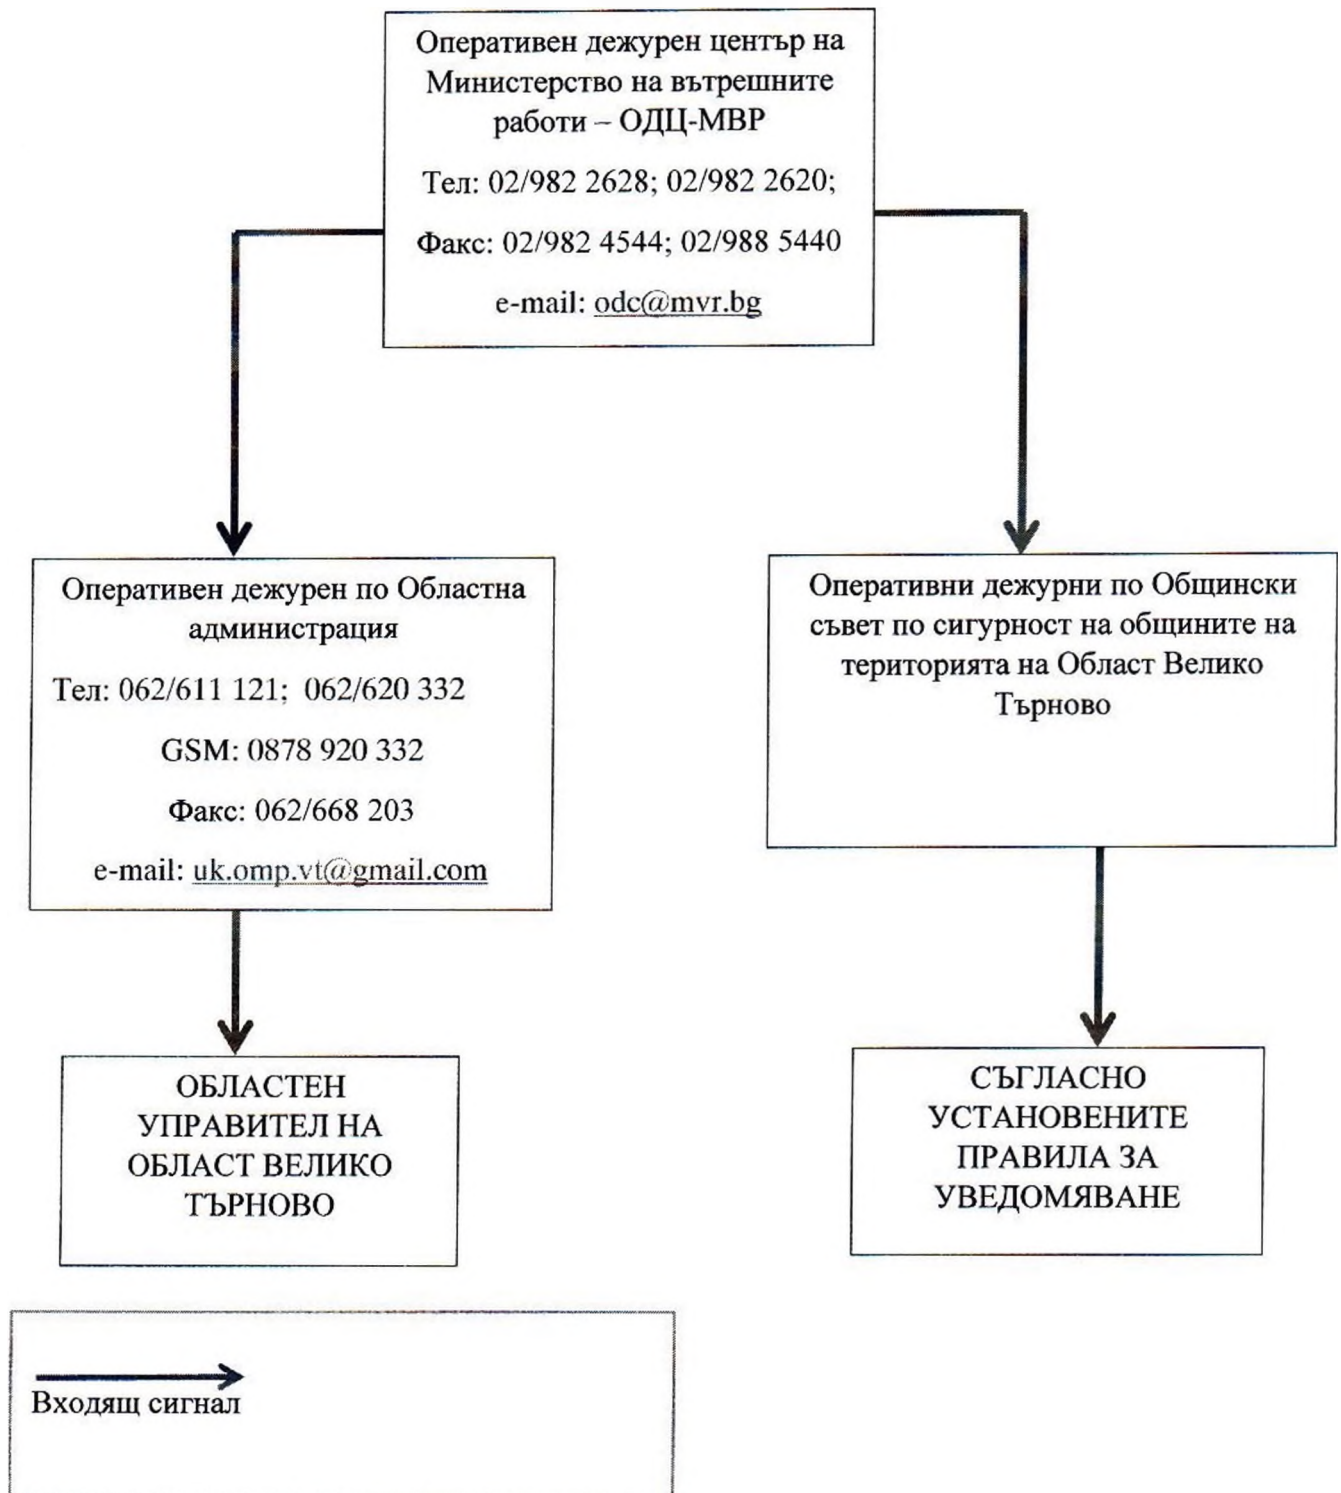 Оперативен дежурен център на
Министерство на вътрешните
работи – ОДЦ-МВР
Тел: 02/982 2628; 02/982 2620;
Факс: 02/982 4544; 02/988 5440
e-mail: odc@mvr.bg
Оперативен дежурен по Областна
администрация
Тел: 062/611 121; 062/620 332
GSM: 0878 920 332
Факс: 062/668 203
e-mail: uk.omp.vt@gmail.com
Оперативни дежурни по Общински
съвет по сигурност на общините на
територията на Област Велико
Търново
ОБЛАСТЕН
УПРАВИТЕЛ НА
ОБЛАСТ ВЕЛИКО
ТЪРНОВО
СЪГЛАСНО
УСТАНОВЕНИТЕ
ПРАВИЛА ЗА
УВЕДОМЯВАНЕ
Входящ сигнал